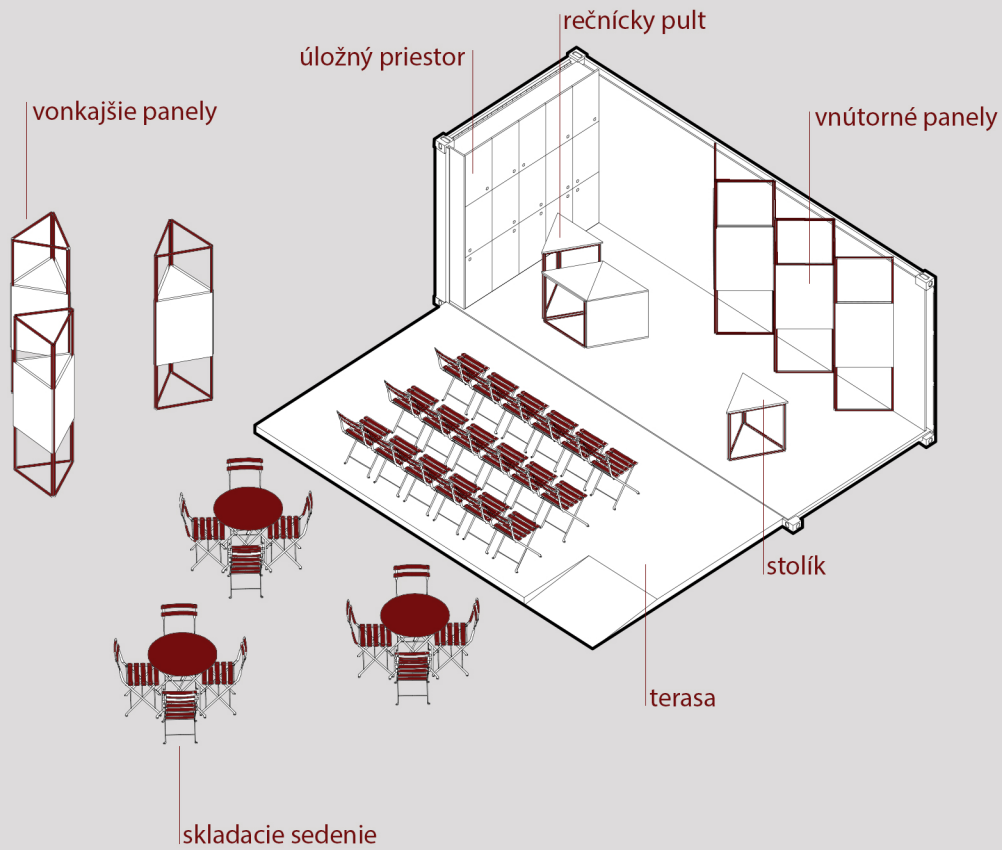 rečnícky pult
úložný priestor
vonkajšie panely
vnútorné panely
stolík
terasa
skladacie sedenie